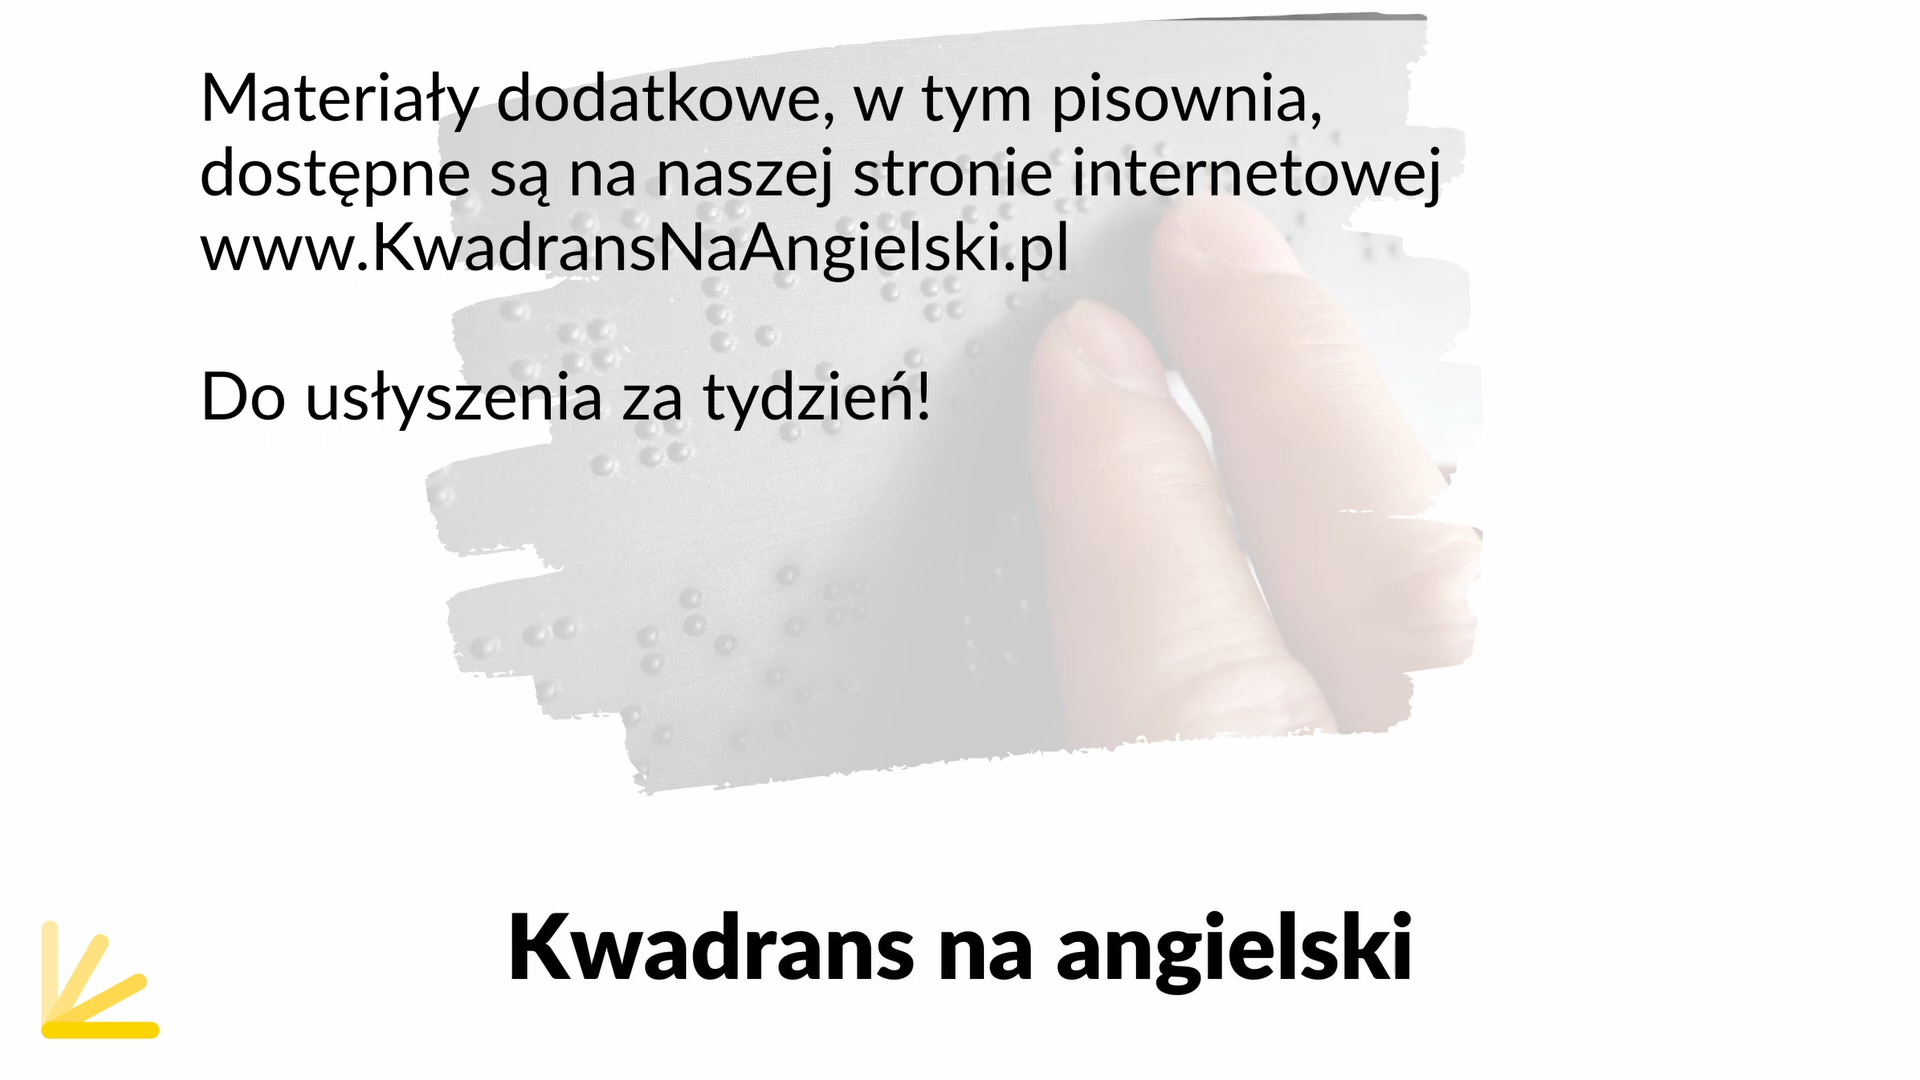 Materiały dodatkowe, w tym pisownia,
dostępne są na naszej stronie internetowej
www.KwadransNaAngielski.pl
Do usłyszenia za tydzień!
Kwadrans na angielski